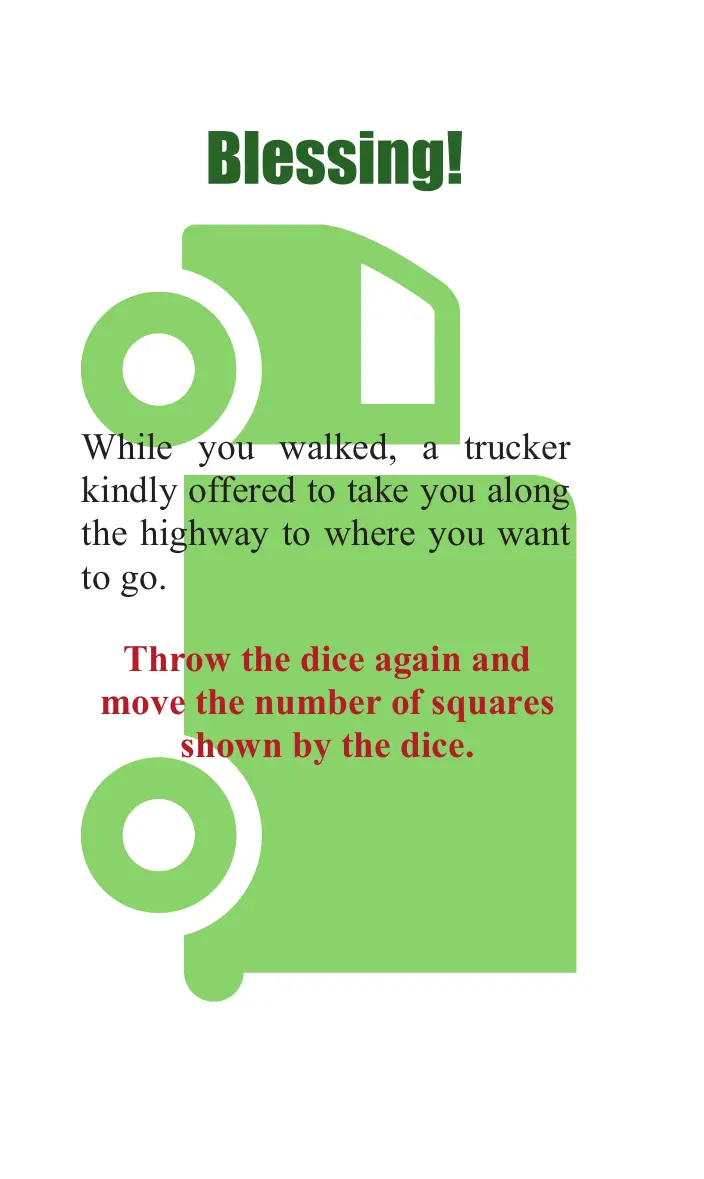 Blessing!
While you walked, a trucker
kindly offered to take you along
the highway to where you want
to go.
Throw the dice again and
move the number of squares
shown by the dice.